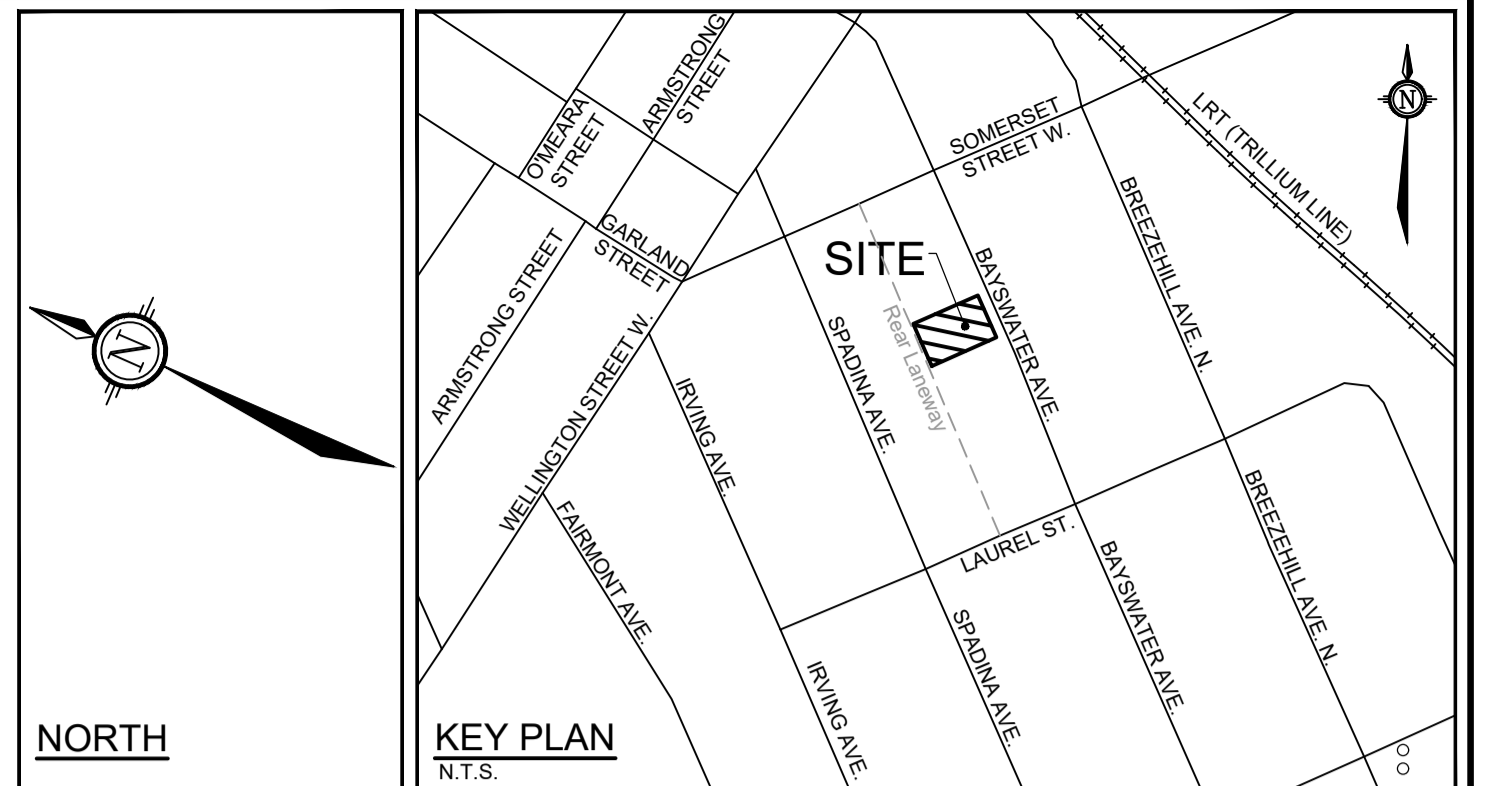 N
NORTH
ARMSTRONG
STREET
O'MEARA
STREET
GARLAND
STREET
ARMSTRONG STREET
WELLINGTON STREET W.
SOMERSET
STREET W.
LRT (TRILLIUM LINE)
N
SITE
BREEZEHILL AVE. N.
BAYSWATER AVE.
Rear Laneway
SPADINA AVE.
IRVING AVE.
FAIRMONT AVE.
LAUREL ST.
BREEZEHILL AVE. N.
BAYSWATER AVE.
SPADINA AVE.
IRVING AVE.
KEY PLAN
N.T.S.